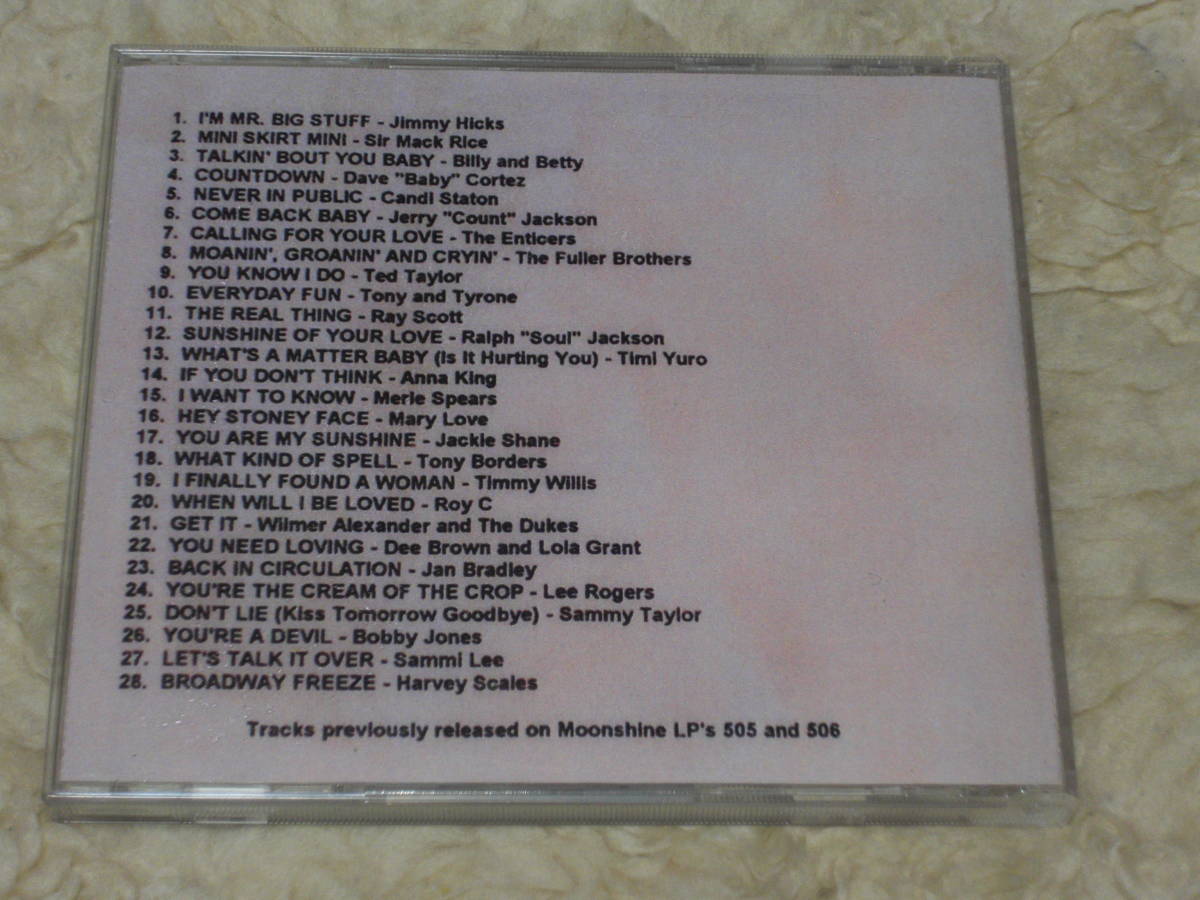 1. I'M MR. BIG STUFF - Jimmy Hicks
2. MINI SKIRT MINI - Sir Mack Rice
3. TALKIN' BOUT YOU BABY - Billy and Betty
4. COUNTDOWN - Dave "Baby" Cortez
5. NEVER IN PUBLIC - Candi Staton
6. COME BACK BABY - Jerry "Count" Jackson
7. CALLING FOR YOUR LOVE - The Enticers
8. MOANIN', GROANIN' AND CRYIN' - The Fuller Brothers
9. YOU KNOW I DO - Ted Taylor
10. EVERYDAY FUN - Tony and Tyrone
11. THE REAL THING - Ray Scott
12. SUNSHINE OF YOUR LOVE - Ralph "Soul" Jackson
13. WHAT'S A MATTER BABY (Is It Hurting You) - Timi Yuro
14. IF YOU DON'T THINK - Anna King
15. I WANT TO KNOW - Merle Spears
16. HEY STONEY FACE - Mary Love
17. YOU ARE MY SUNSHINE - Jackie Shane
18. WHAT KIND OF SPELL - Tony Borders
19. I FINALLY FOUND A WOMAN - Timmy Willis
20. WHEN WILL I BE LOVED - Roy C
21. GET IT - Wilmer Alexander and The Dukes
22. YOU NEED LOVING - Dee Brown and Lola Grant
23. BACK IN CIRCULATION - Jan Bradley
24. YOU'RE THE CREAM OF THE CROP - Lee Rogers
25. DON'T LIE (Kiss Tomorrow Goodbye) - Sammy Taylor
26. YOU'RE A DEVIL - Bobby Jones
27. LET'S TALK IT OVER - Sammi Lee
28. BROADWAY FREEZE - Harvey Scales
Tracks previously released on Moonshine LP's 505 and 506